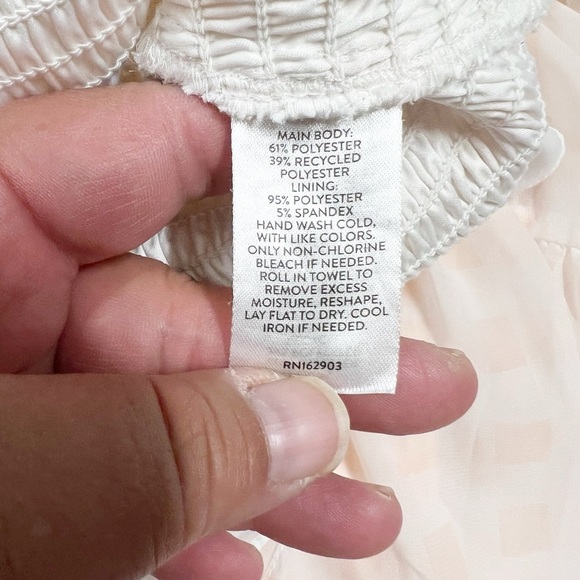 MAIN BODY:
61% POLYESTER
39% RECYCLED
POLYESTER
LINING:
95% POLYESTER
5% SPANDEX
HAND WASH COLD,
WITH LIKE COLORS.
ONLY NON-CHLORINE
BLEACH IF NEEDED.
ROLL IN TOWEL TO
REMOVE EXCESS
MOISTURE, RESHAPE,
LAY FLAT TO DRY. COOL
IRON IF NEEDED.
RN162903